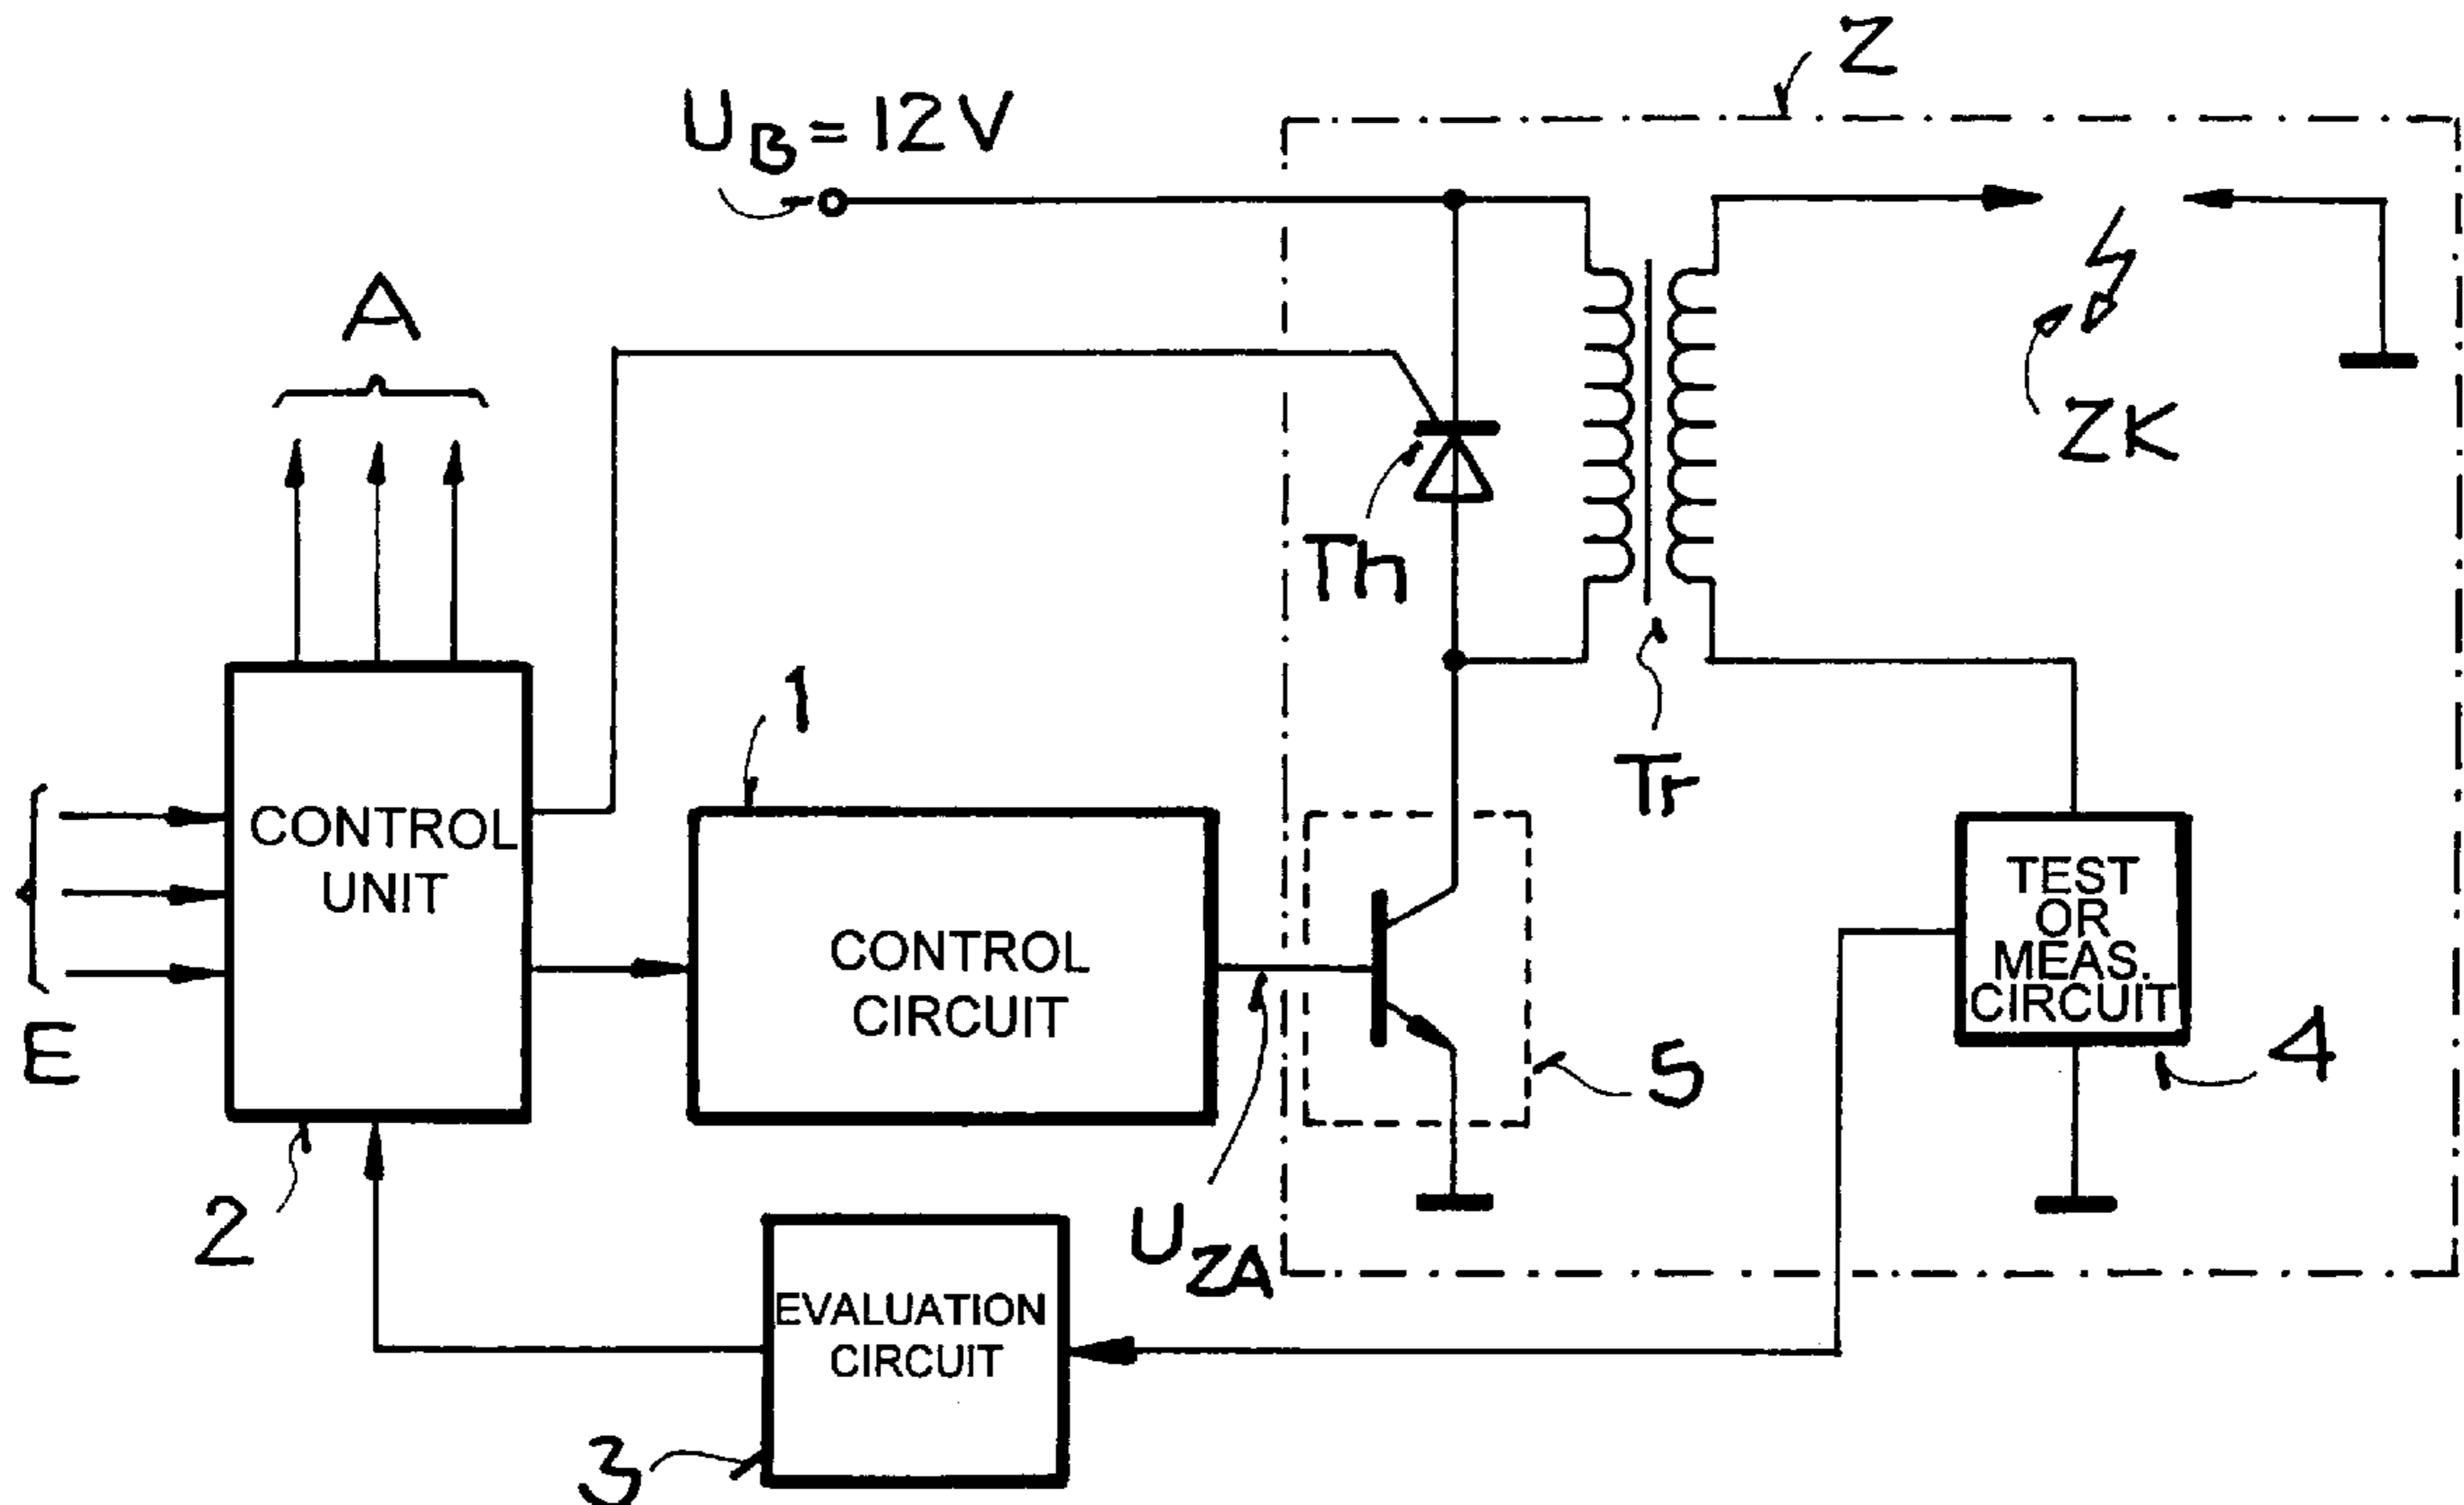 Z
U_B = 12V
A
ZK
Th
1
Tr
CONTROL
UNIT
CONTROL
CIRCUIT
TEST
OR
MEAS.
CIRCUIT
E
5
4
2
U_ZA
EVALUATION
CIRCUIT
3